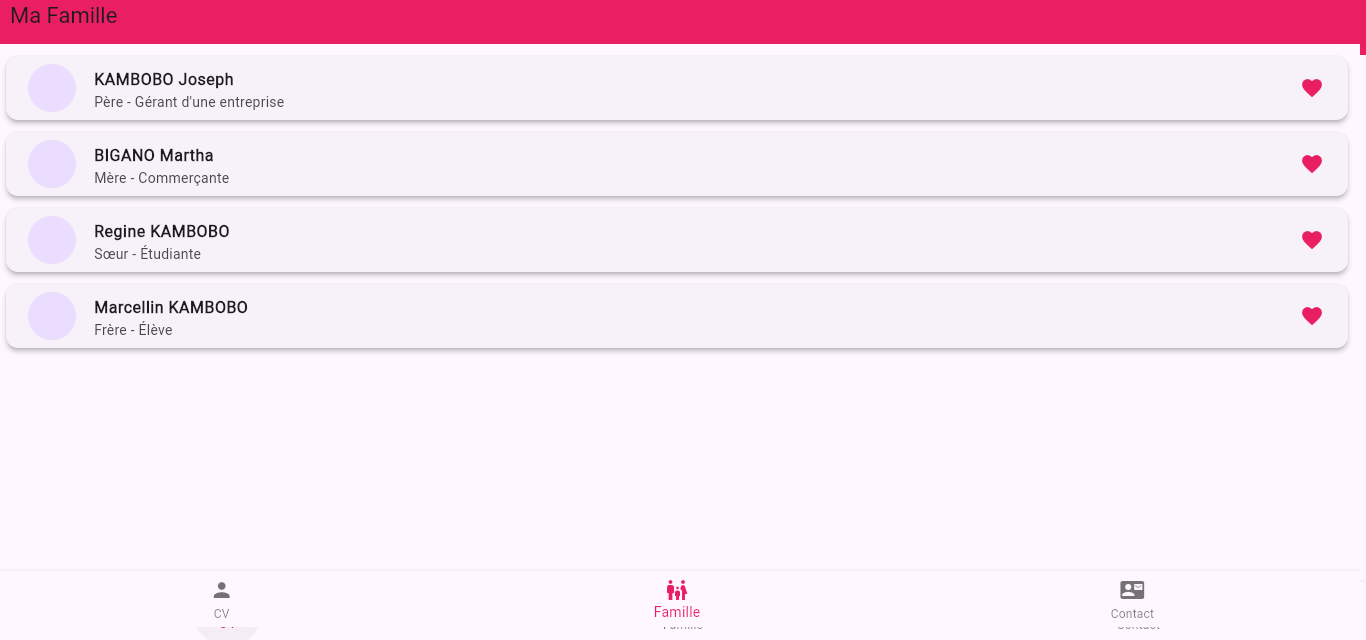 Ma Famille
KAMBOBO Joseph
Père - Gérant d'une entreprise
BIGANO Martha
Mère - Commerçante
Regine KAMBOBO
Sœur - Étudiante
Marcellin KAMBOBO
Frère - Élève
CV
Famille
Contact